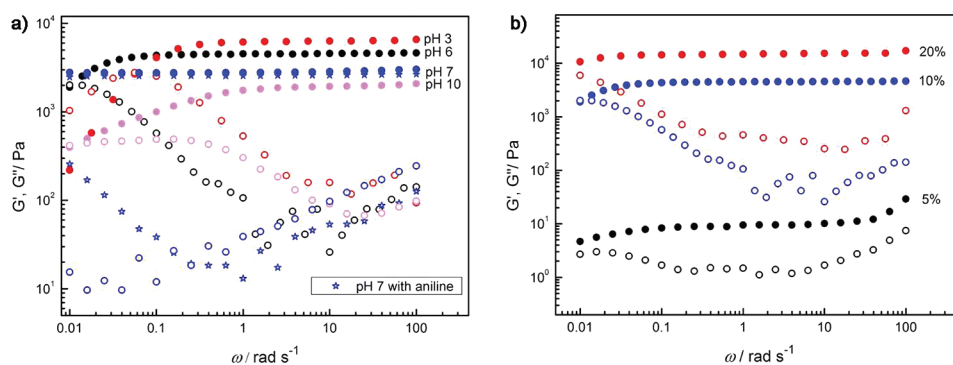 a)
10⁴
10³
10²
10¹
G', G''/ Pa
0.01
0.1
1
10
100
ω / rad s⁻¹
pH 3
pH 6
pH 7
pH 10
pH 7 with aniline
b)
10⁴
10³
10²
10¹
10⁰
G', G''/ Pa
0.01
0.1
1
10
100
ω / rad s⁻¹
20%
10%
5%